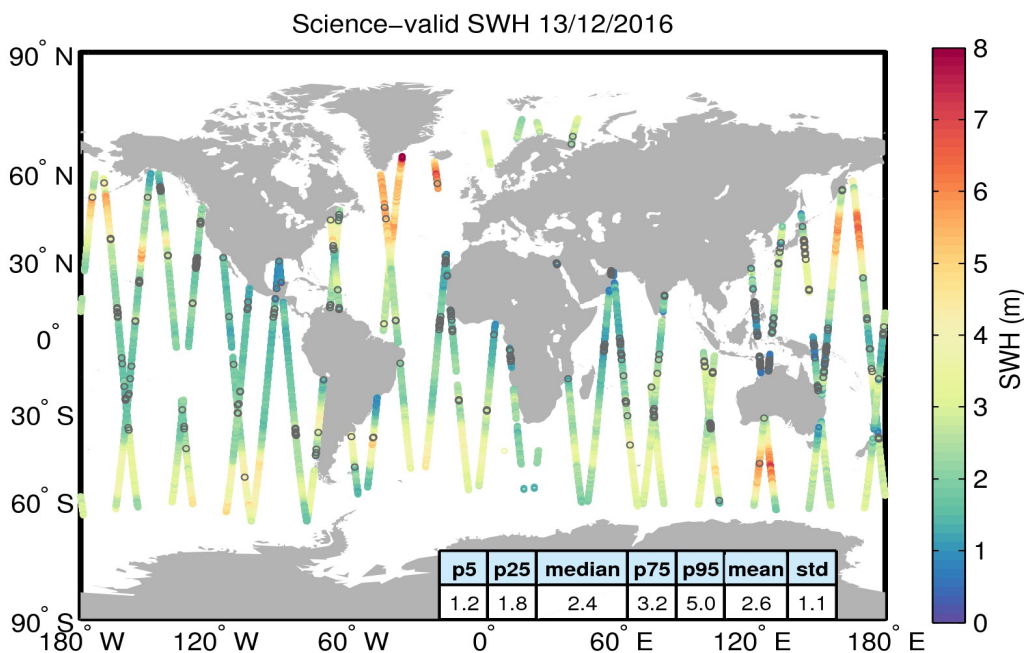 Science-valid SWH 13/12/2016
90° N
60° N
30° N
0°
30° S
60° S
90° S
180° W
120° W
60° W
0°
60° E
120° E
180° E
p5 p25 median p75 p95 mean std
1.2 1.8 2.4 3.2 5.0 2.6 1.1
8
7
6
5
4
3
2
1
0
SWH (m)